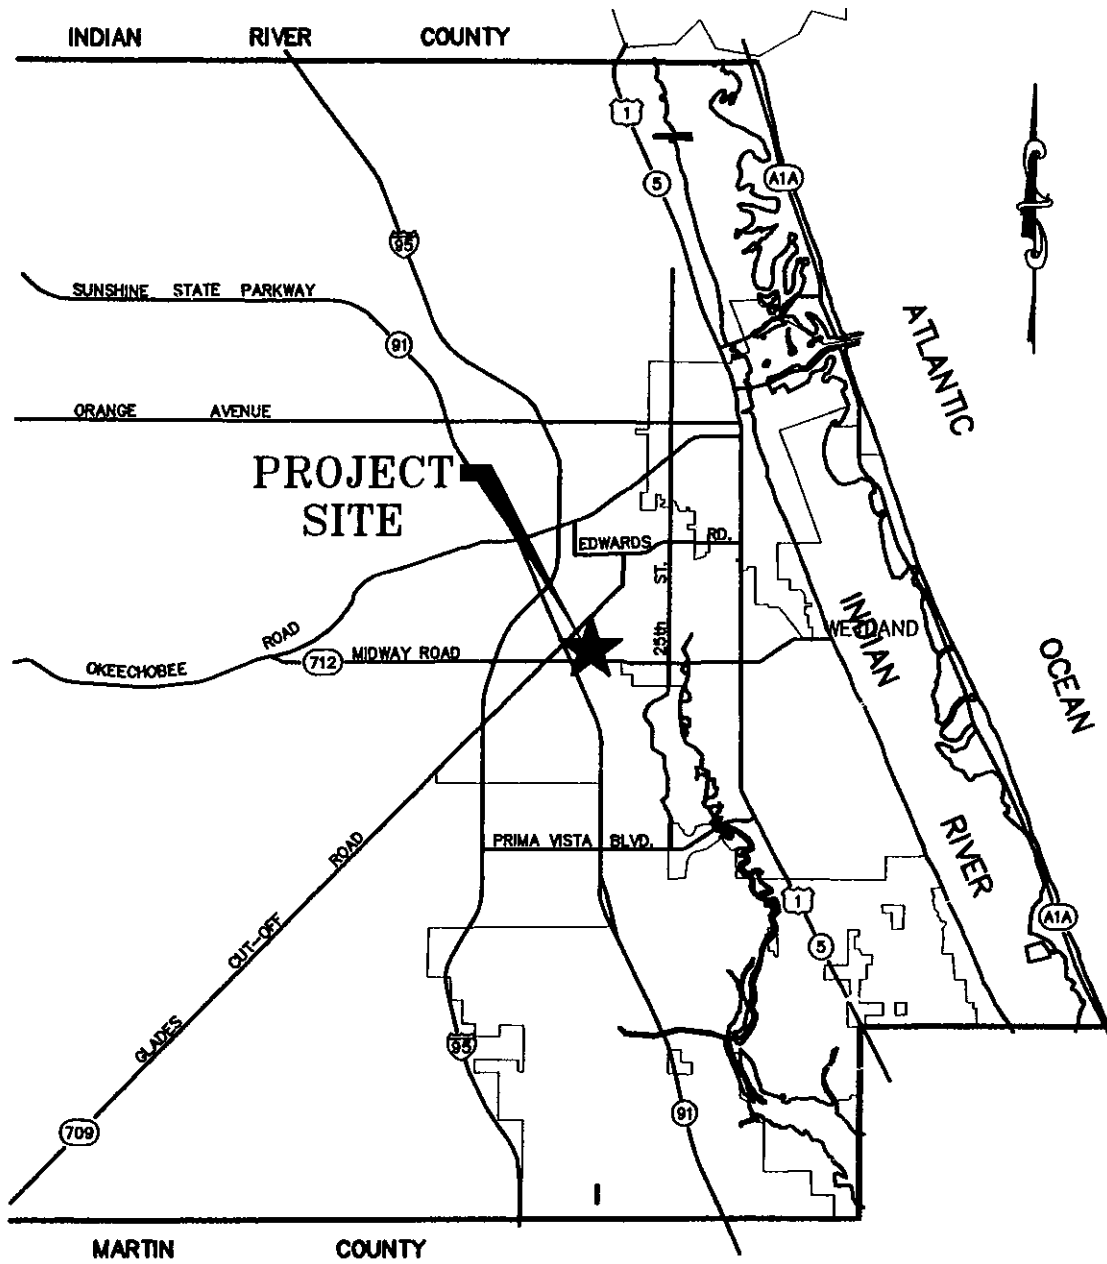 INDIAN RIVER COUNTY
1
5
A1A
95
SUNSHINE STATE PARKWAY
91
ATLANTIC
ORANGE AVENUE
PROJECT
SITE
EDWARDS RD.
25th ST.
INDIAN
WETLAND
ROAD
712
MIDWAY ROAD
OKEECHOBEE
OCEAN
PRIMA VISTA BLVD.
RIVER
ROAD
1
A1A
CUT-OFF
5
GLADES
95
91
709
MARTIN COUNTY